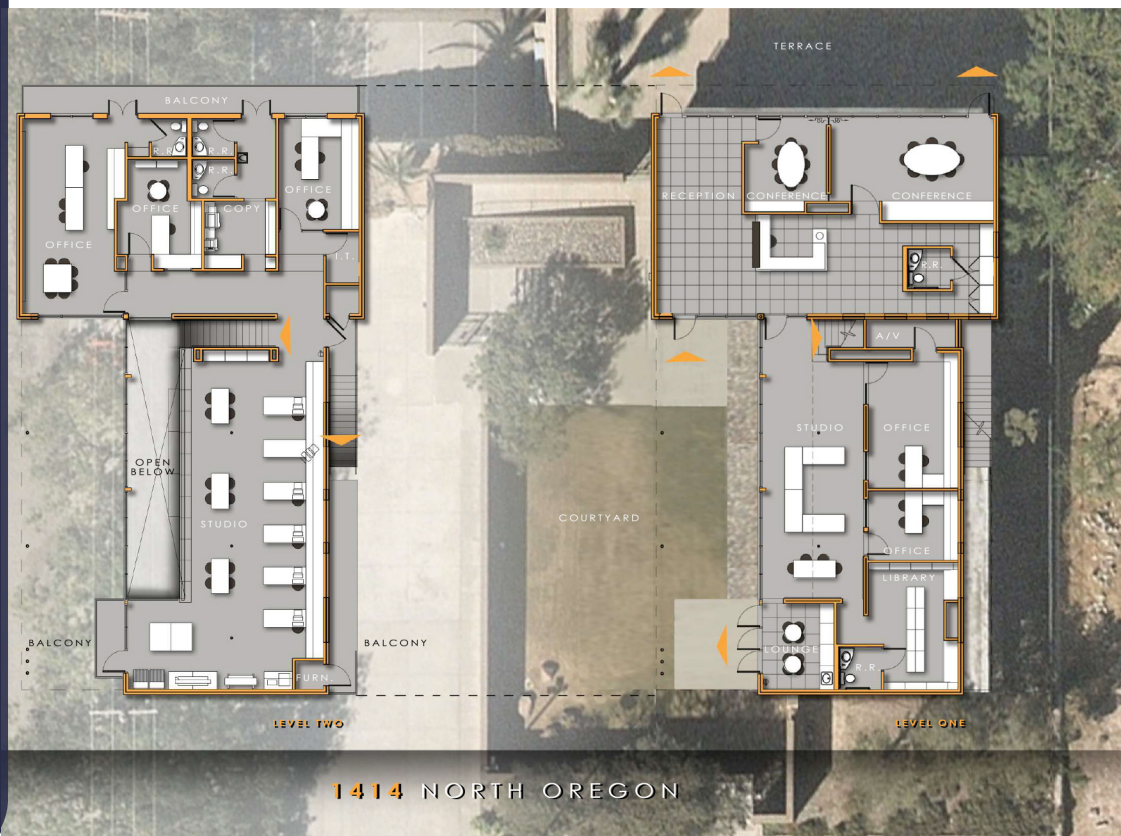 TERRACE
BALCONY
R.R.
R.R.
R.R.
OFFICE
OFFICE
COPY
OFFICE
I.T.
RECEPTION
CONFERENCE
CONFERENCE
R.R.
A/V
OPEN
BELOW
STUDIO
COURTYARD
STUDIO
OFFICE
OFFICE
LIBRARY
BALCONY
BALCONY
LOUNGE
R.R.
FURN.
LEVEL TWO
LEVEL ONE
1414 NORTH OREGON